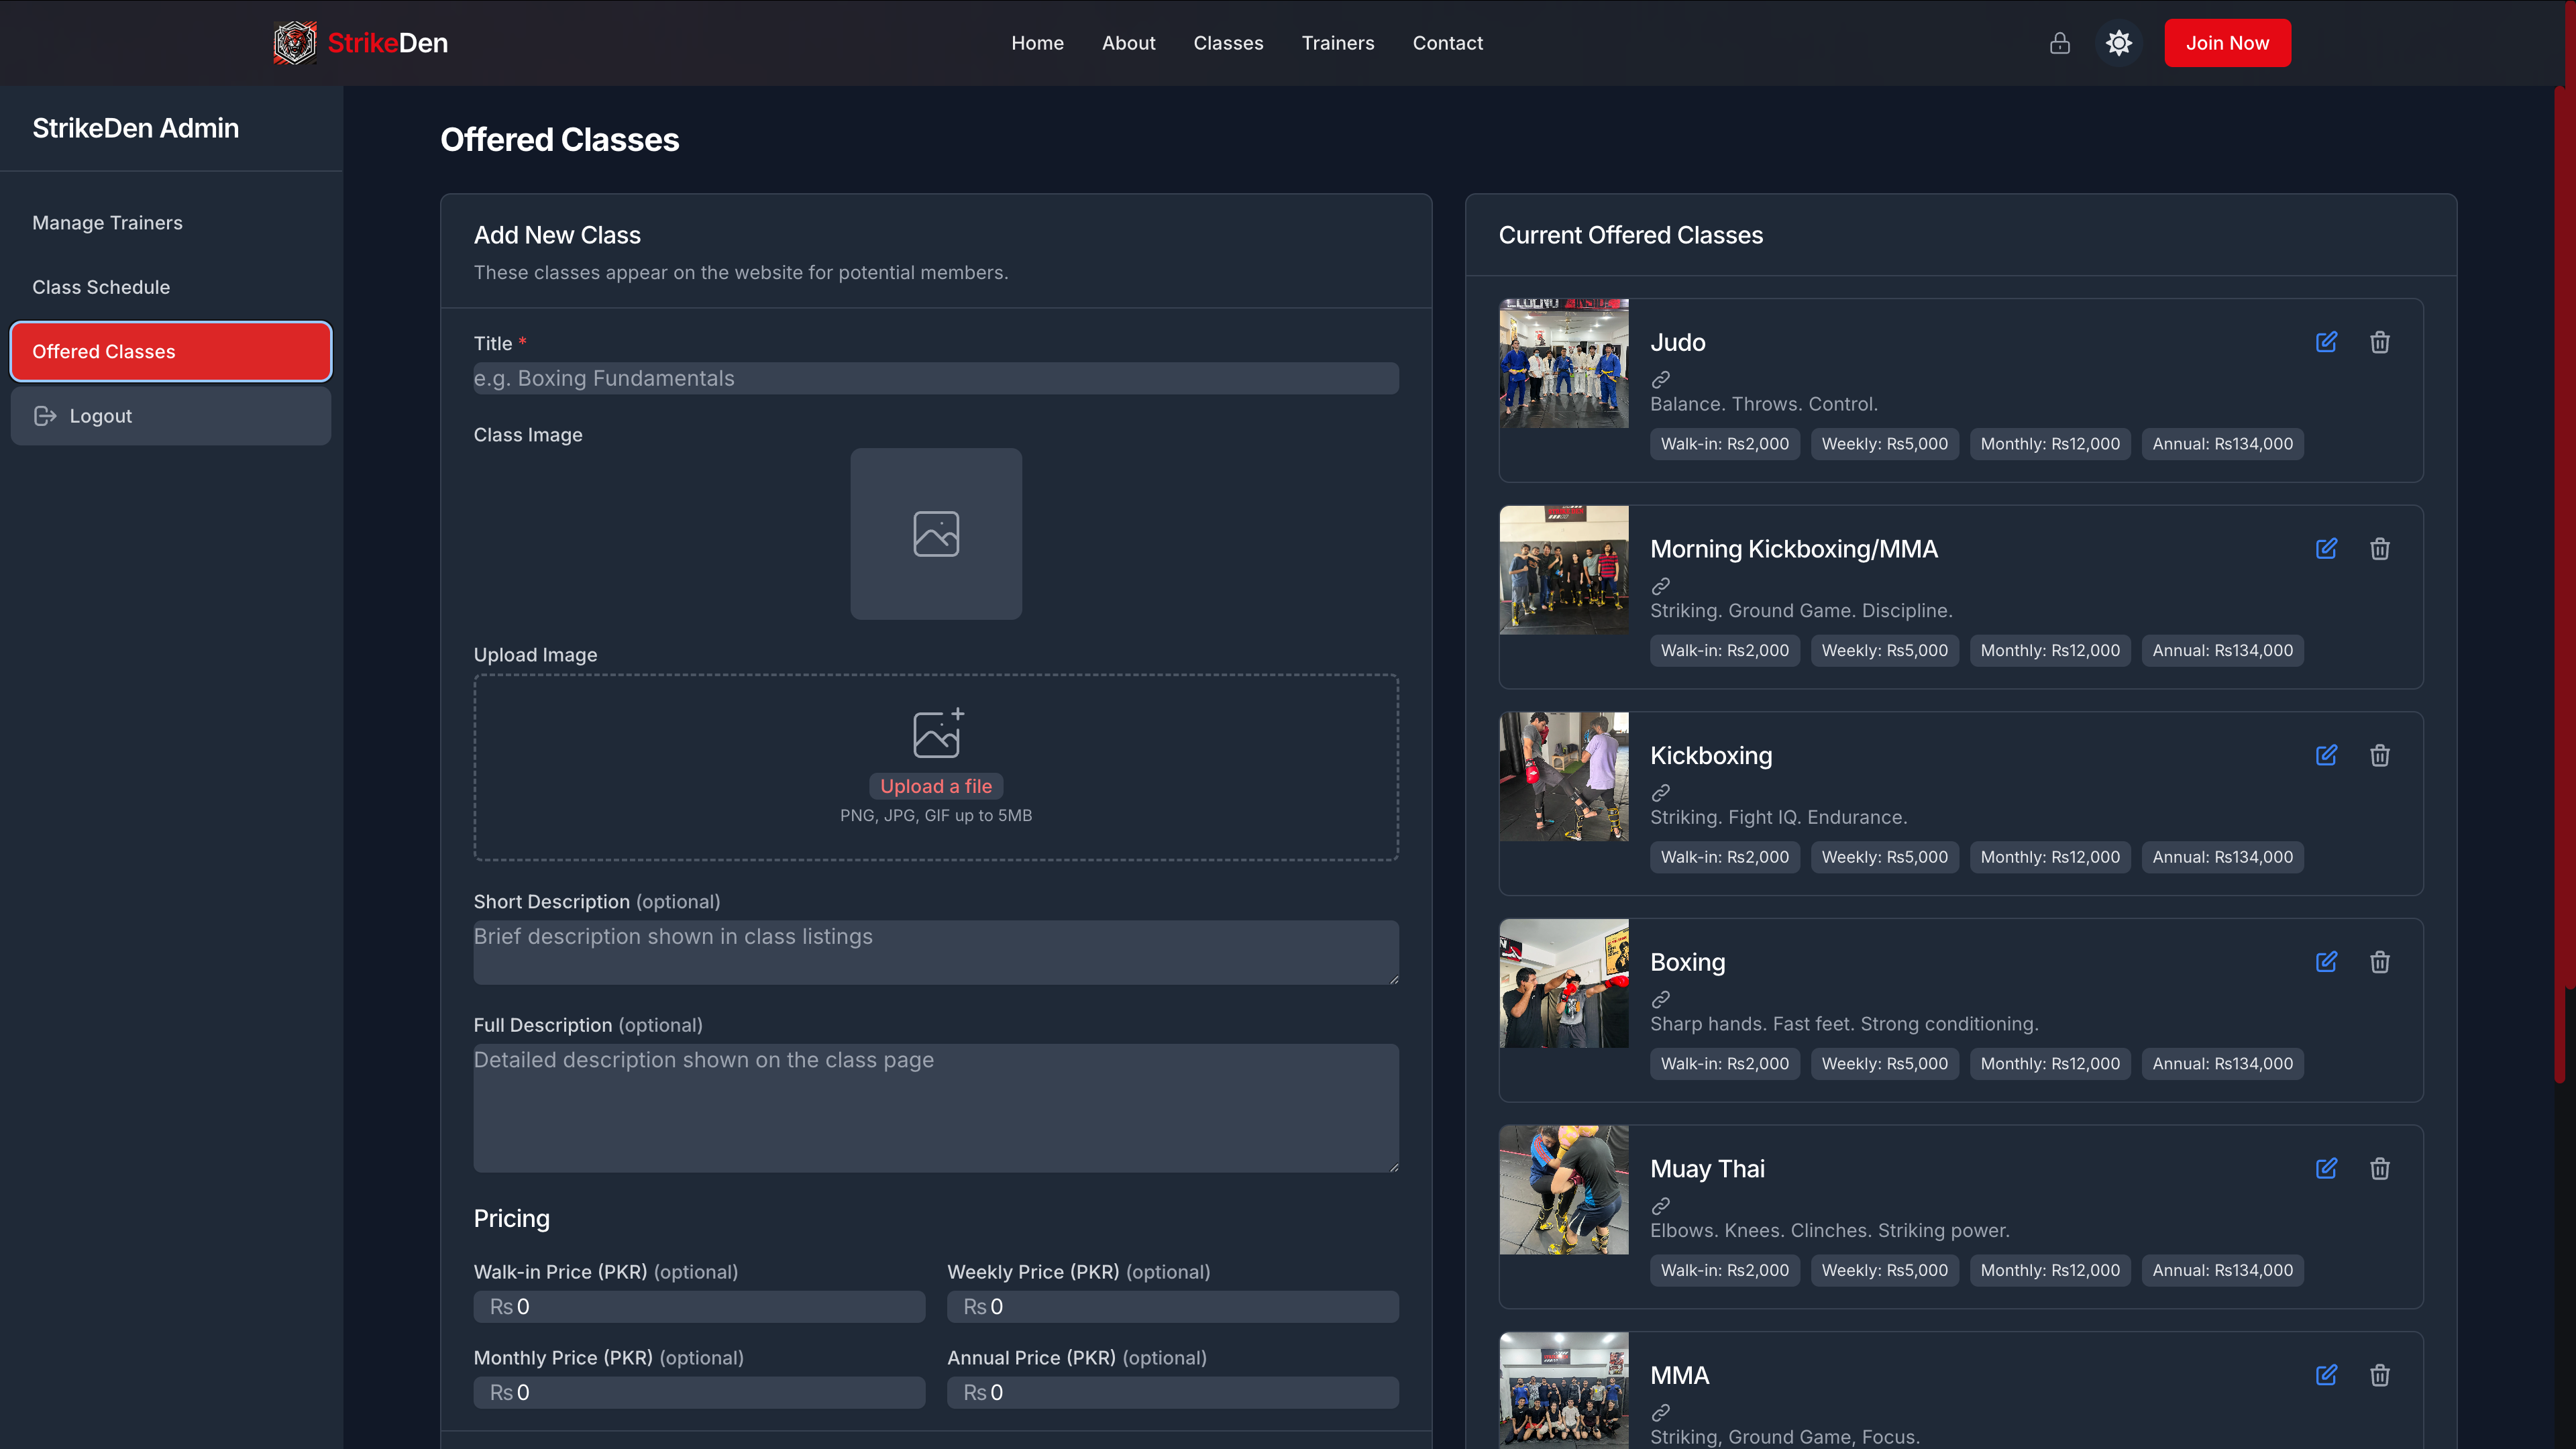 StrikeDen
Home
About
Classes
Trainers
Contact
Join Now
StrikeDen Admin
Manage Trainers
Class Schedule
Offered Classes
Logout
Offered Classes
Add New Class
These classes appear on the website for potential members.
Title *
e.g. Boxing Fundamentals
Class Image
Upload Image
Upload a file
PNG, JPG, GIF up to 5MB
Short Description (optional)
Brief description shown in class listings
Full Description (optional)
Detailed description shown on the class page
Pricing
Walk-in Price (PKR) (optional)
Rs 0
Weekly Price (PKR) (optional)
Rs 0
Monthly Price (PKR) (optional)
Rs 0
Annual Price (PKR) (optional)
Rs 0
Current Offered Classes
Judo
Balance. Throws. Control.
Walk-in: Rs2,000
Weekly: Rs5,000
Monthly: Rs12,000
Annual: Rs134,000
Morning Kickboxing/MMA
Striking. Ground Game. Discipline.
Walk-in: Rs2,000
Weekly: Rs5,000
Monthly: Rs12,000
Annual: Rs134,000
Kickboxing
Striking. Fight IQ. Endurance.
Walk-in: Rs2,000
Weekly: Rs5,000
Monthly: Rs12,000
Annual: Rs134,000
Boxing
Sharp hands. Fast feet. Strong conditioning.
Walk-in: Rs2,000
Weekly: Rs5,000
Monthly: Rs12,000
Annual: Rs134,000
Muay Thai
Elbows. Knees. Clinches. Striking power.
Walk-in: Rs2,000
Weekly: Rs5,000
Monthly: Rs12,000
Annual: Rs134,000
MMA
Striking, Ground Game, Focus.